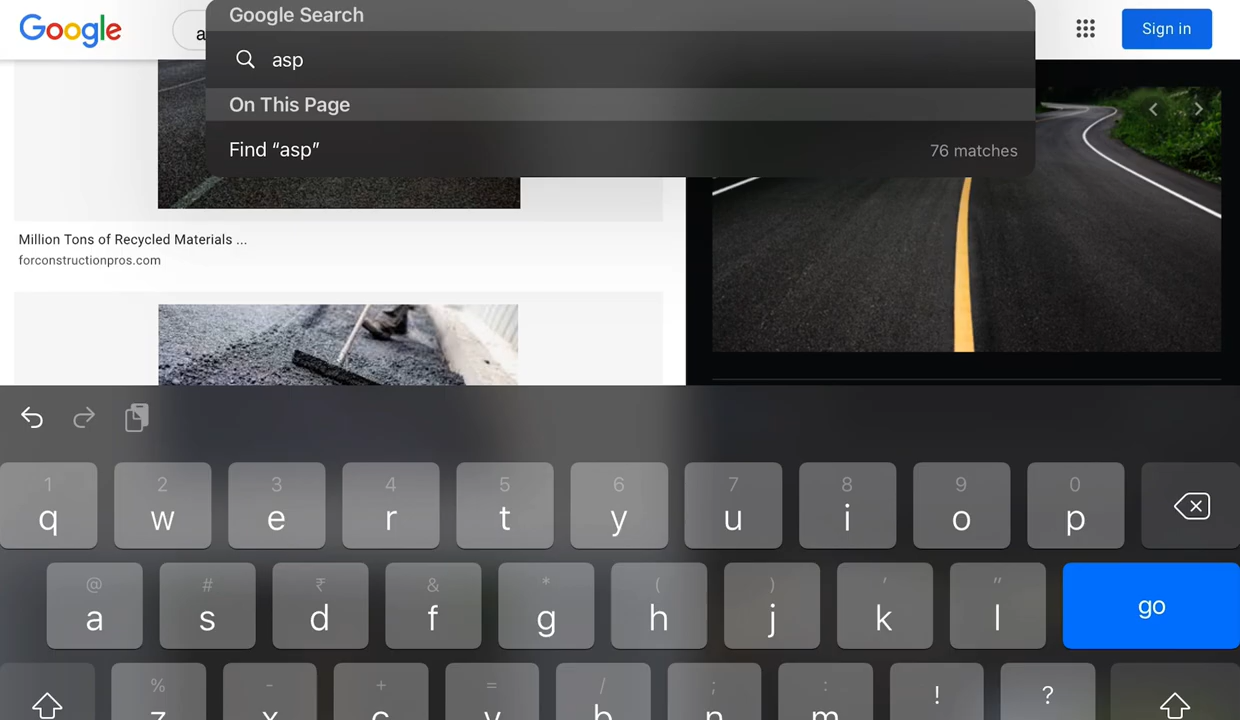 Google
a
Google Search
asp
On This Page
Find “asp”
76 matches
Sign in
Million Tons of Recycled Materials ...
forconstructionpros.com
1 2 3 4 5 6 7 8 9 0
q w e r t y u i o p
@ # ₹ & * ( ) ' "
a s d f g h j k l go
% - + = / ; : ! ?
z x c v b n m